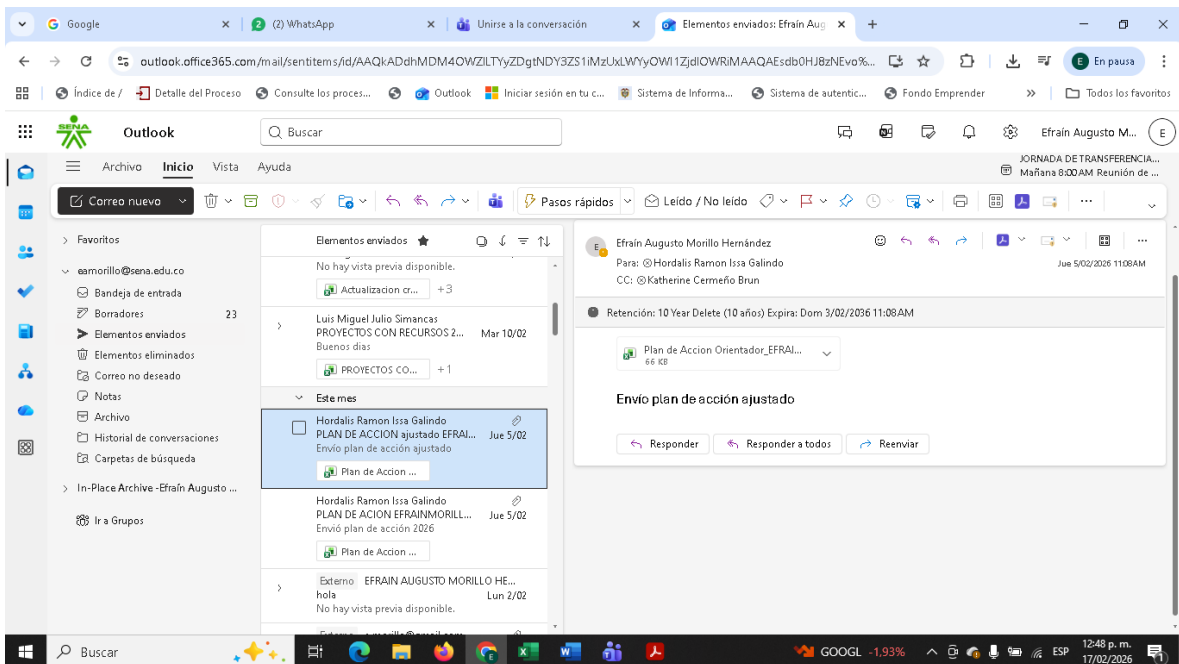 Google
(2) WhatsApp
Unirse a la conversación
Elementos enviados: Efraín Aug
outlook.office365.com/mail/sentitems/id/AAQkADdhMDM4OWZlLTYyZDgtNDY3ZS1iMzUxLWYyOWI1ZjdlOWRiMAAQAEsdb0HJ8zNEvo%...
En pausa
Índice de /
Detalle del Proceso
Consulte los proces...
Outlook
Iniciar sesión en tu c...
Sistema de Informa...
Sistema de autentic...
Fondo Emprender
Todos los favoritos
SENA
Outlook
Buscar
Efraín Augusto M...
E
Archivo
Inicio
Vista
Ayuda
JORNADA DE TRANSFERENCIA...
Mañana 8:00 AM Reunión de ...
Correo nuevo
Pasos rápidos
Leído / No leído
Favoritos
eamorillo@sena.edu.co
Bandeja de entrada
Borradores 23
Elementos enviados
Elementos eliminados
Correo no deseado
Notas
Archivo
Historial de conversaciones
Carpetas de búsqueda
In-Place Archive -Efraín Augusto ...
Ir a Grupos
Elementos enviados
No hay vista previa disponible.
Actualizacion cr... +3
Luis Miguel Julio Simancas
PROYECTOS CON RECURSOS 2... Mar 10/02
Buenos dias
PROYECTOS CO... +1
Este mes
Hordalis Ramon Issa Galindo
PLAN DE ACCION ajustado EFRAI... Jue 5/02
Envío plan de acción ajustado
Plan de Accion ...
Hordalis Ramon Issa Galindo
PLAN DE ACION EFRAINMORILL... Jue 5/02
Envió plan de acción 2026
Plan de Accion ...
Externo EFRAIN AUGUSTO MORILLO HE...
hola Lun 2/02
No hay vista previa disponible.
E
Efraín Augusto Morillo Hernández
Para: Hordalis Ramon Issa Galindo
CC: Katherine Cermeño Brun
Jue 5/02/2026 11:08 AM
Retención: 10 Year Delete (10 años) Expira: Dom 3/02/2036 11:08 AM
Plan de Accion Orientador_EFRAI...
66 KB
Envío plan de acción ajustado
Responder
Responder a todos
Reenviar
Buscar
GOOGL -1,93%
ESP
12:48 p. m.
17/02/2026